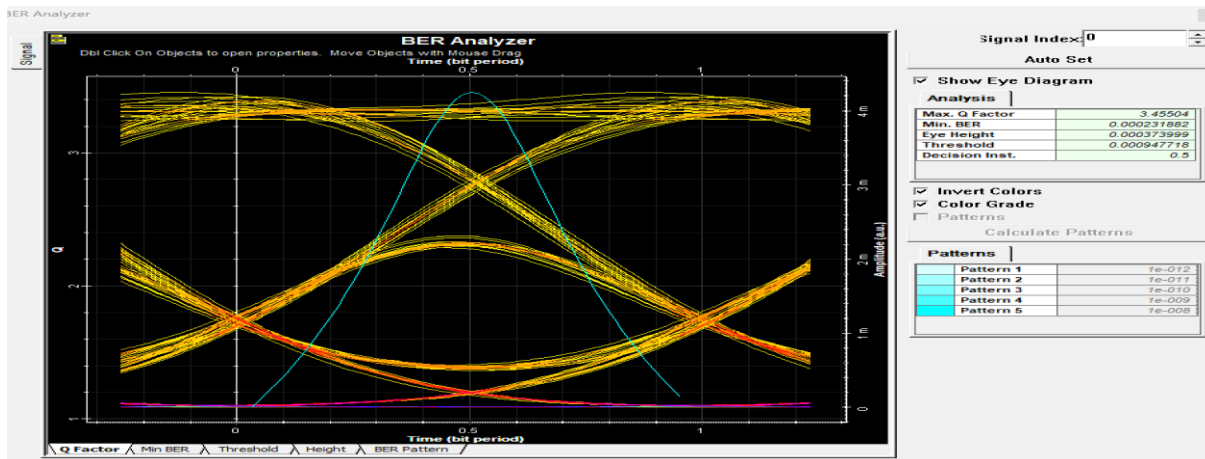 BER Analyzer
Signal
BER Analyzer
Dbl Click On Objects to open properties. Move Objects with Mouse Drag
Time (bit period)
0 0.5 1
Q
3
2
1
Amplitude (a.u.)
4m
3m
2m
1m
0
0 0.5 1
Time (bit period)
Q Factor Min BER Threshold Height BER Pattern
Signal Index: 0
Auto Set
Show Eye Diagram
Analysis
Max. Q Factor 3.45504
Min. BER 0.000231882
Eye Height 0.000373999
Threshold 0.000947718
Decision Inst. 0.5
Invert Colors
Color Grade
Patterns
Calculate Patterns
Patterns
Pattern 1 1e-012
Pattern 2 1e-011
Pattern 3 1e-010
Pattern 4 1e-009
Pattern 5 1e-008